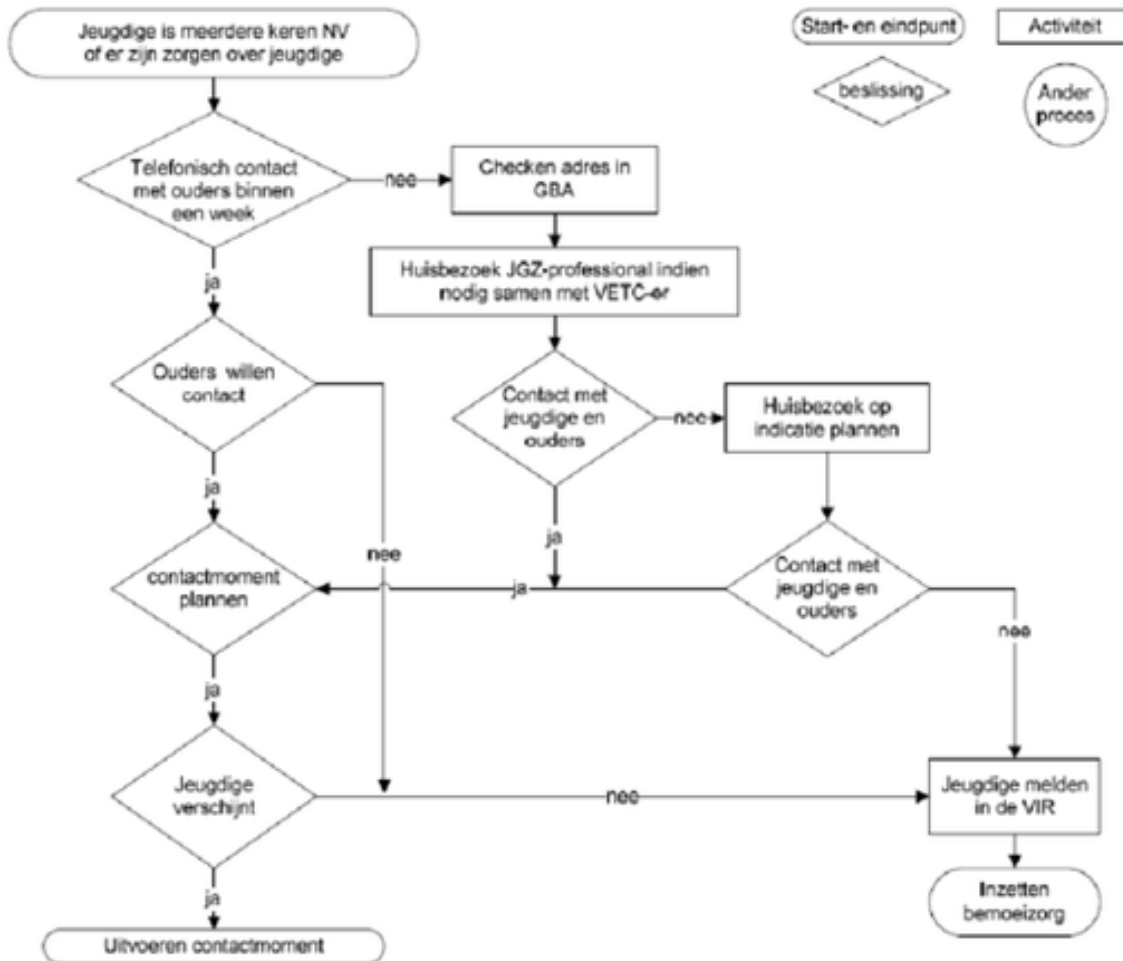 Jeugdige is meerdere keren NV
of er zijn zorgen over jeugdige
Start- en eindpunt
Activiteit
beslissing
Ander
proces
Telefonisch contact
met ouders binnen
een week
nee
Checken adres in
GBA
ja
Huisbezoek JGZ-professional indien
nodig samen met VETC-er
Ouders willen
contact
Contact met
jeugdige en
ouders
nee
Huisbezoek op
indicatie plannen
ja
ja
nee
contactmoment
plannen
ja
Contact met
jeugdige en
ouders
nee
ja
Jeugdige
verschijnt
nee
Jeugdige melden
in de VIR
ja
Inzetten
bemoeizorg
Uitvoeren contactmoment